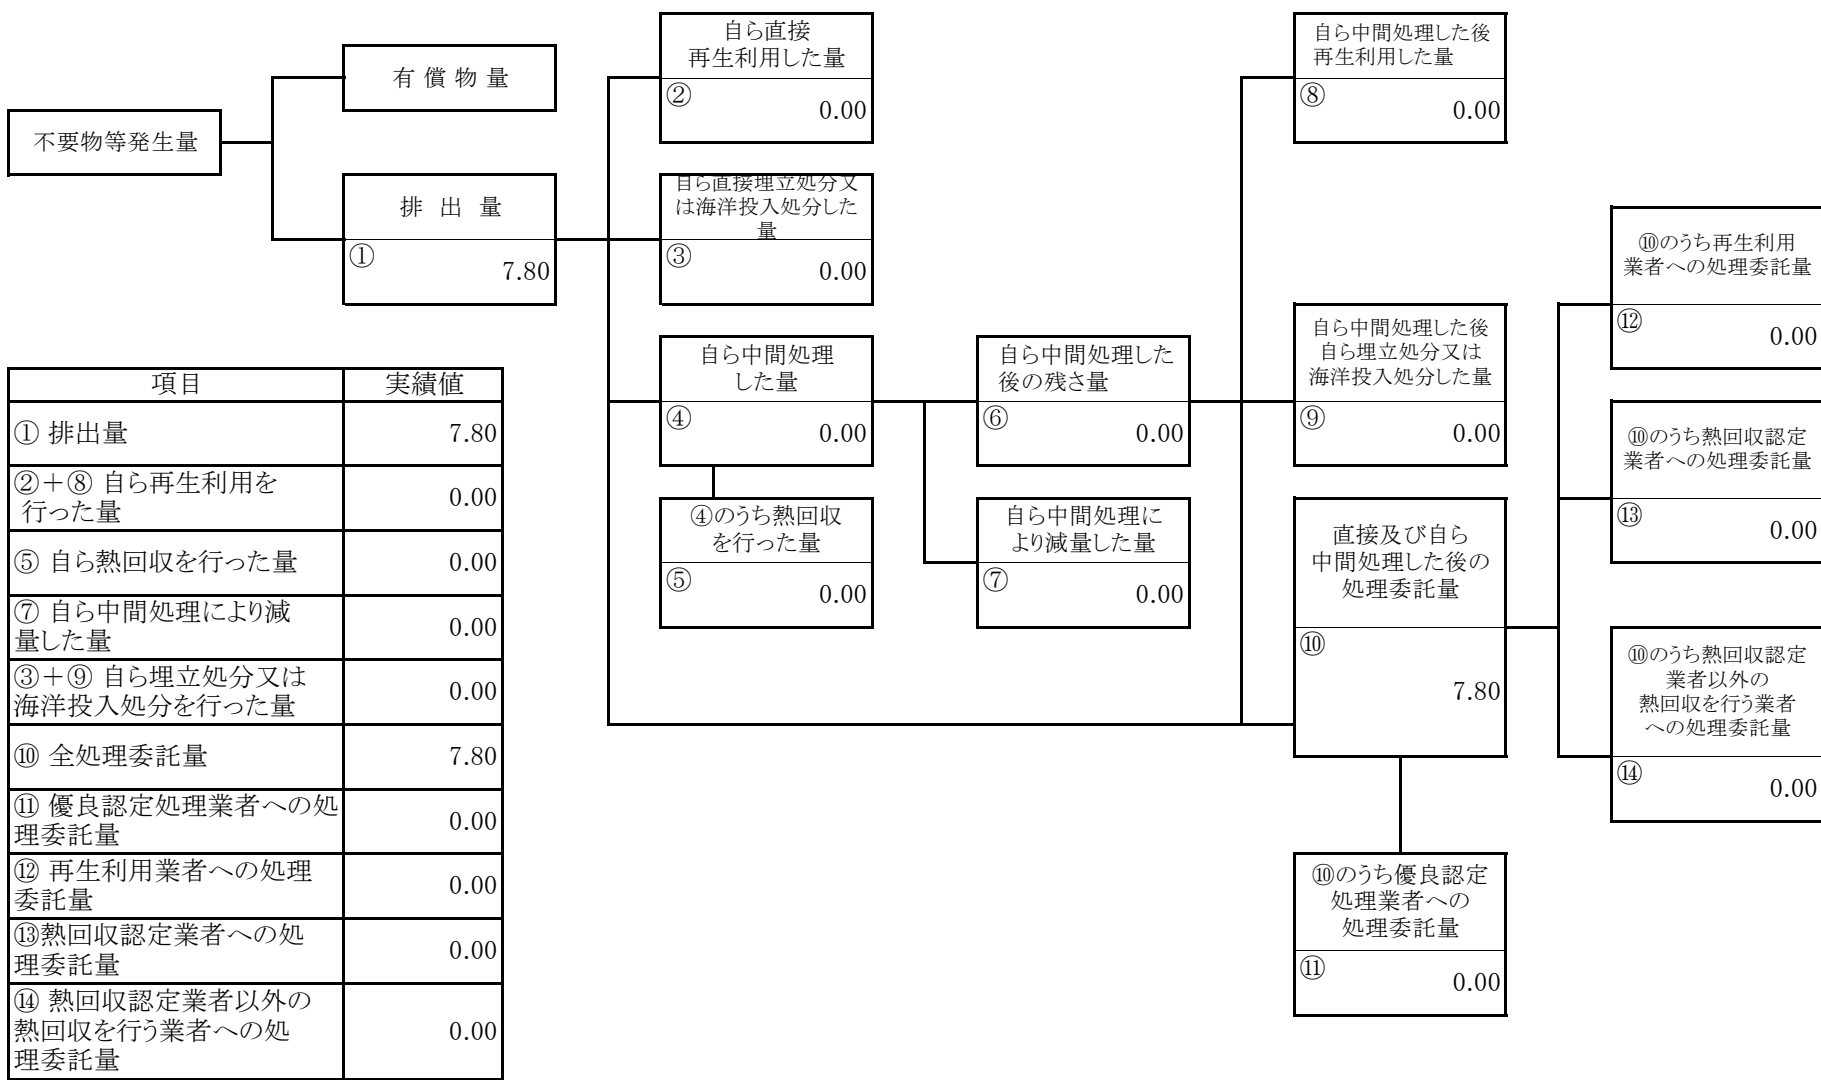 不要物等発生量
有 償 物 量
排 出 量
①
7.80
自ら直接
再生利用した量
②
0.00
自ら直接埋立処分又
は海洋投入処分した
量
③
0.00
自ら中間処理
した量
④
0.00
④のうち熱回収
を行った量
⑤
0.00
自ら中間処理した
後の残さ量
⑥
0.00
自ら中間処理に
より減量した量
⑦
0.00
自ら中間処理した後
再生利用した量
⑧
0.00
自ら中間処理した後
自ら埋立処分又は
海洋投入処分した量
⑨
0.00
直接及び自ら
中間処理した後の
処理委託量
⑩
7.80
⑩のうち優良認定
処理業者への
処理委託量
⑪
0.00
⑩のうち再生利用
業者への処理委託量
⑫
0.00
⑩のうち熱回収認定
業者への処理委託量
⑬
0.00
⑩のうち熱回収認定
業者以外の
熱回収を行う業者
への処理委託量
⑭
0.00
項目 実績値
① 排出量 7.80
②＋⑧ 自ら再生利用を
行った量 0.00
⑤ 自ら熱回収を行った量 0.00
⑦ 自ら中間処理により減
量した量 0.00
③＋⑨ 自ら埋立処分又は
海洋投入処分を行った量 0.00
⑩ 全処理委託量 7.80
⑪ 優良認定処理業者への処
理委託量 0.00
⑫ 再生利用業者への処理
委託量 0.00
⑬熱回収認定業者への処
理委託量 0.00
⑭ 熱回収認定業者以外の
熱回収を行う業者への処
理委託量 0.00